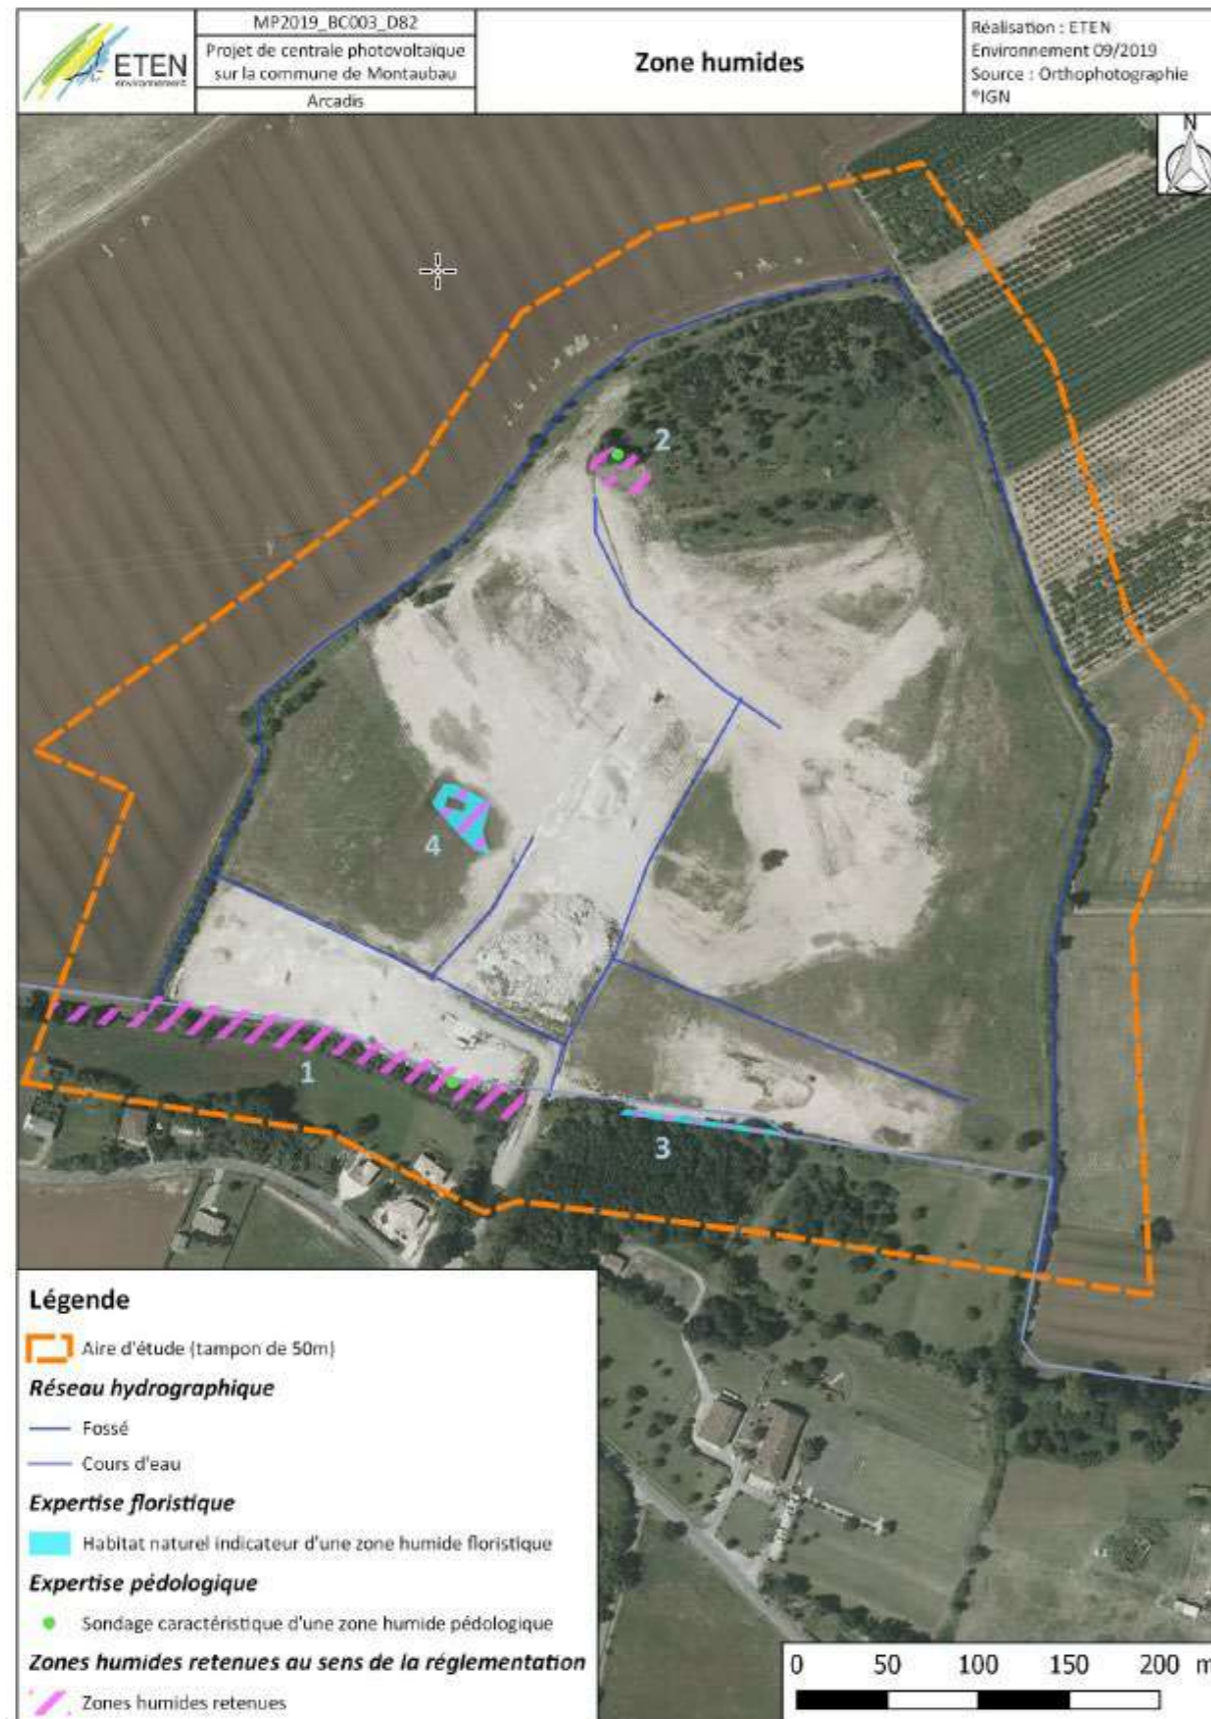 ETEN
environnement
MP2019_BC003_D82
Projet de centrale photovoltaïque
sur la commune de Montaubau
Arcadis
Zone humides
Réalisation : ETEN
Environnement 09/2019
Source : Orthophotographie
°IGN
N
2
4
1
3
Légende
Aire d'étude (tampon de 50m)
Réseau hydrographique
Fossé
Cours d'eau
Expertise floristique
Habitat naturel indicateur d'une zone humide floristique
Expertise pédologique
Sondage caractéristique d'une zone humide pédologique
Zones humides retenues au sens de la réglementation
Zones humides retenues
0 50 100 150 200 m